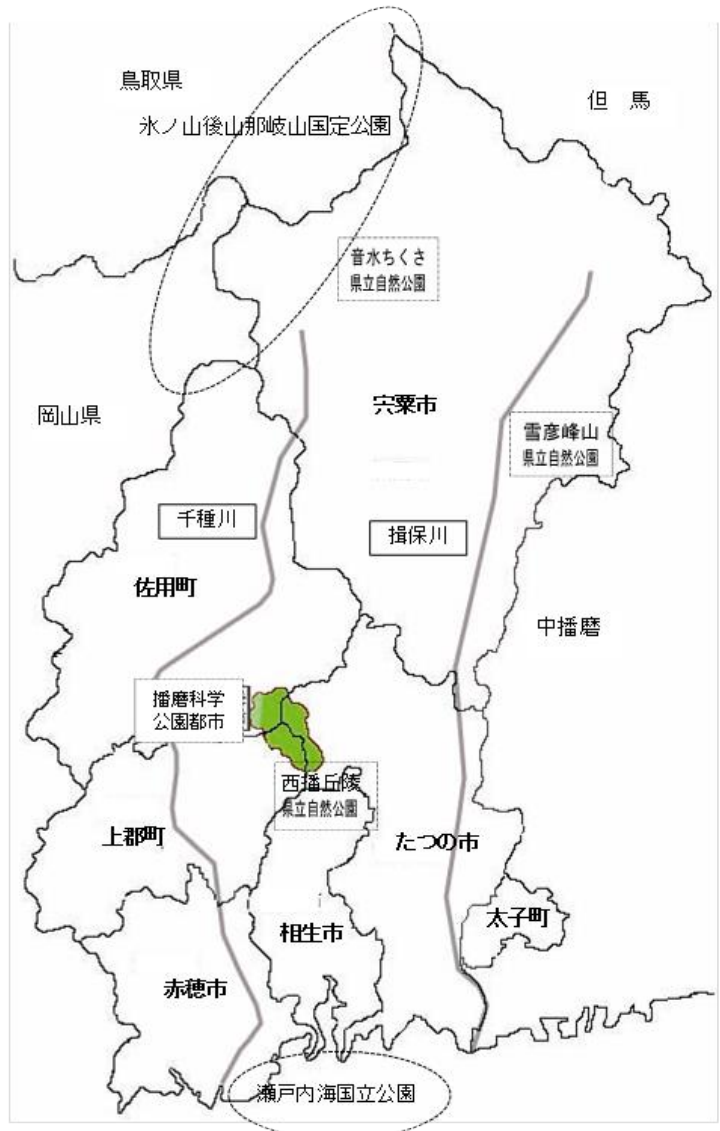 鳥取県
但 馬
氷ノ山後山那岐山国定公園
音水ちくさ
県立自然公園
岡山県
宍粟市
雪彦峰山
県立自然公園
千種川
揖保川
佐用町
中播磨
播磨科学
公園都市
西播丘陵
県立自然公園
上郡町
たつの市
太子町
相生市
赤穂市
瀬戸内海国立公園